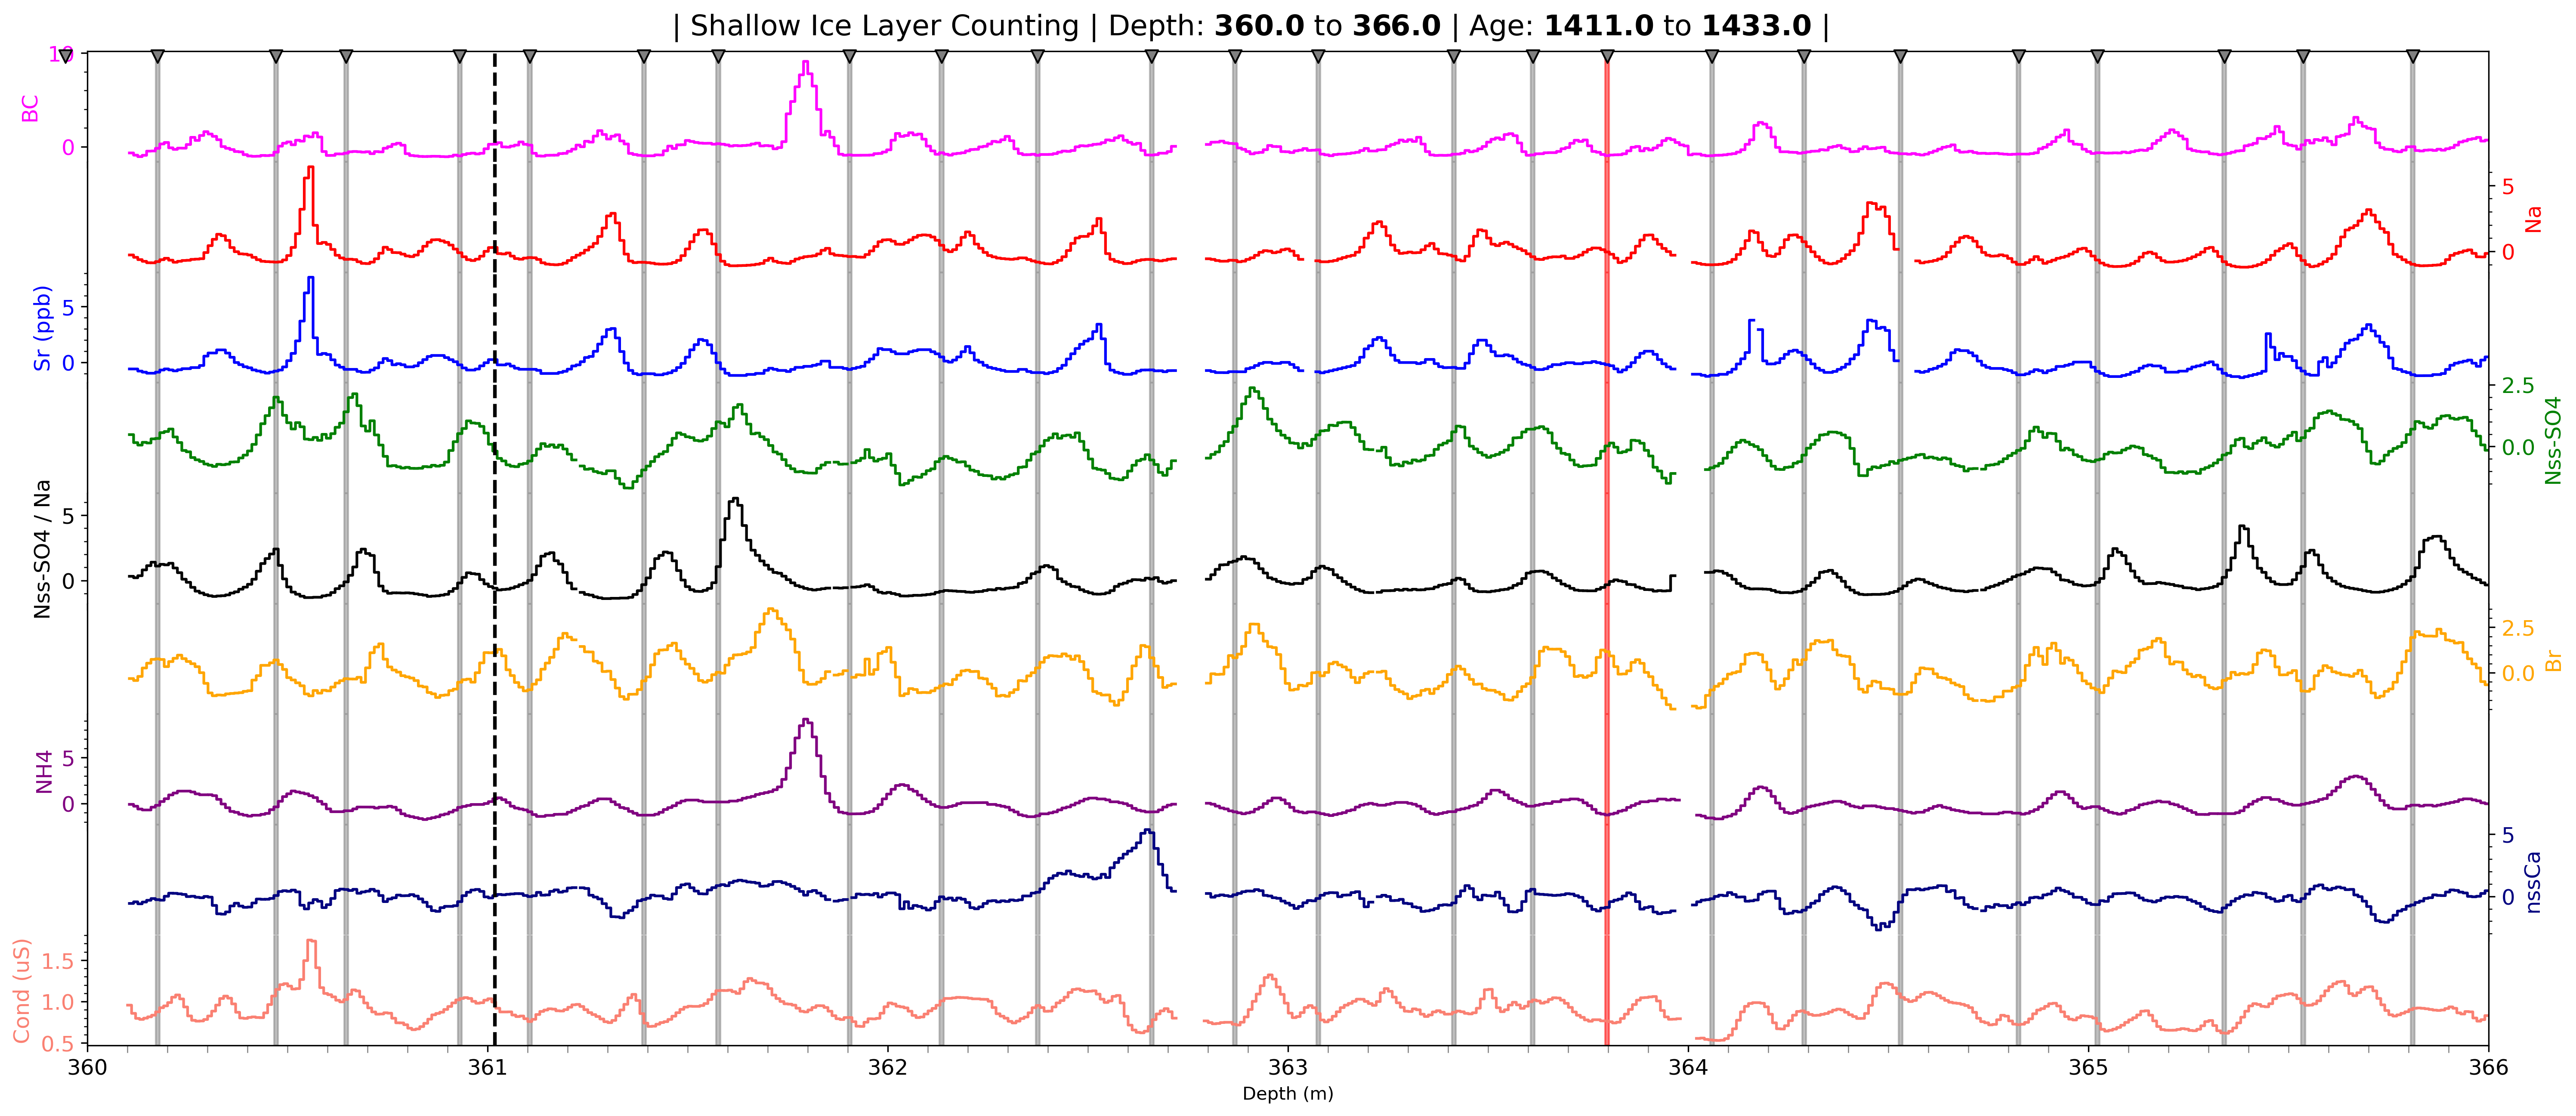 | Shallow Ice Layer Counting | Depth: 360.0 to 366.0 | Age: 1411.0 to 1433.0 |
10
BC
0
5
Na
0
Sr (ppb)
5
0
2.5
Nss-SO4
0.0
Nss-SO4 / Na
5
0
2.5
Br
0.0
NH4
5
0
5
nssCa
0
Cond (uS)
1.5
1.0
0.5
360 361 362 363 364 365 366
Depth (m)